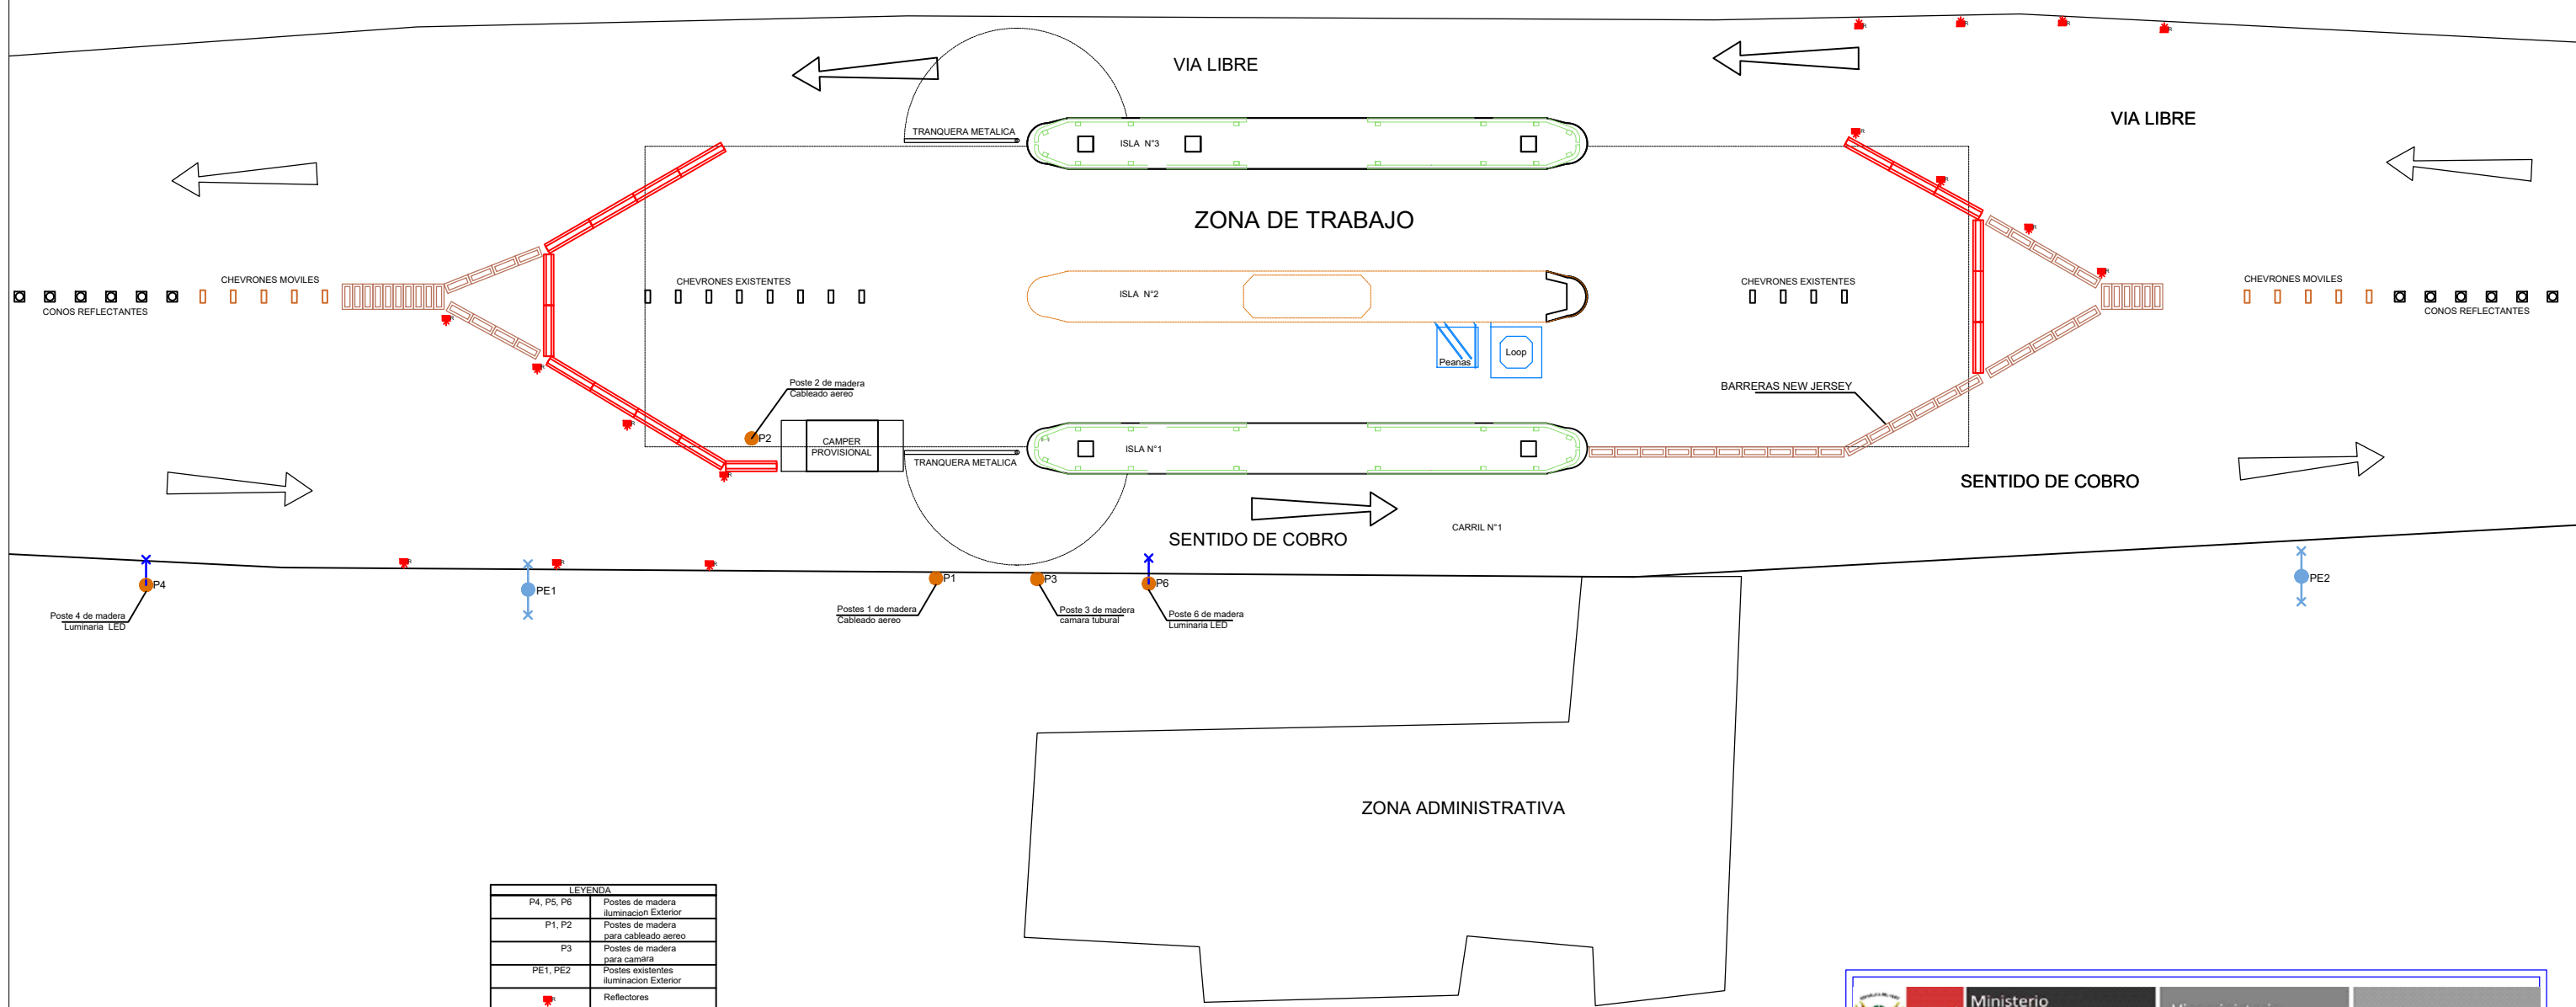 VIA LIBRE
VIA LIBRE
TRANQUERA METALICA
ISLA N°3
ZONA DE TRABAJO
CHEVRONES MOVILES
CHEVRONES EXISTENTES
CHEVRONES EXISTENTES
CHEVRONES MOVILES
ISLA N°2
CONOS REFLECTANTES
CONOS REFLECTANTES
Loop
Peanas
Poste 2 de madera
Cableado aereo
BARRERAS NEW JERSEY
P2
CAMPER
PROVISIONAL
ISLA N°1
TRANQUERA METALICA
SENTIDO DE COBRO
CARRIL N°1
SENTIDO DE COBRO
P4
PE1
P1
P3
P6
PE2
Poste 4 de madera
Luminaria LED
Postes 1 de madera
Cableado aereo
Poste 3 de madera
camara tubural
Poste 6 de madera
Luminaria LED
ZONA ADMINISTRATIVA
LEYENDA
P4, P5, P6 Postes de madera
iluminacion Exterior
P1, P2 Postes de madera
para cableado aereo
P3 Postes de madera
para camara
PE1, PE2 Postes existentes
iluminacion Exterior
Reflectores
Ministerio